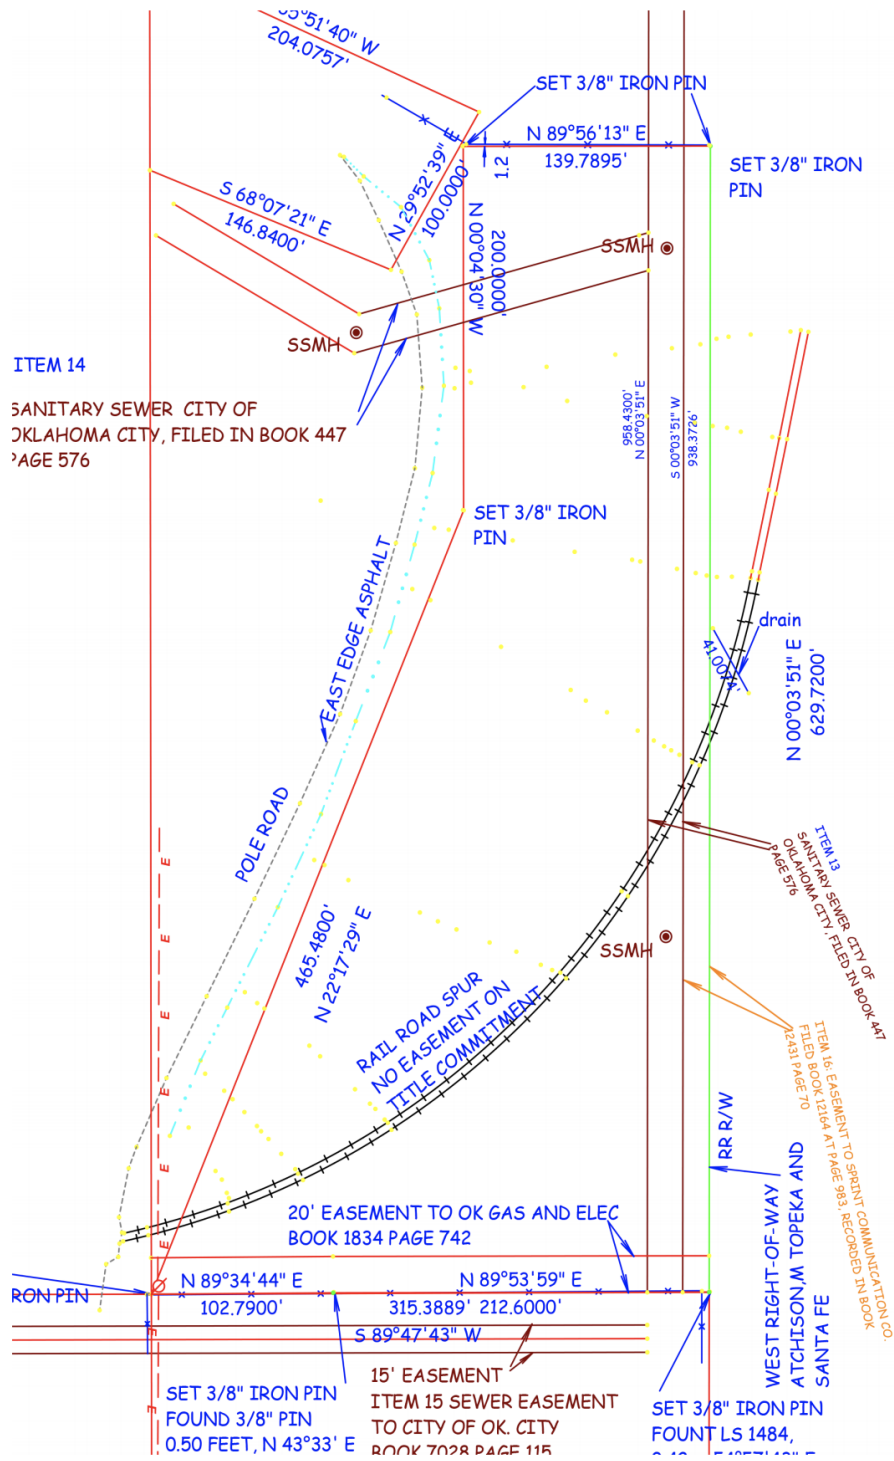 35°51'40" W
204.0757'
SET 3/8" IRON PIN
N 89°56'13" E
139.7895'
1.2
SET 3/8" IRON
PIN
N 29°52'39" E
100.0000'
S 68°07'21" E
146.8400'
N 00°04'30" W
200.0000'
SSMH
SSMH
ITEM 14
SANITARY SEWER CITY OF
OKLAHOMA CITY, FILED IN BOOK 447
PAGE 576
958.4300'
N 00°03'51" E
S 00°03'51" W
938.3726'
SET 3/8" IRON
PIN
EAST EDGE ASPHALT
drain
N 00°03'51" E
629.7200'
POLE ROAD
E
E
E
E
E
E
E
E
ITEM 13
SANITARY SEWER CITY OF
OKLAHOMA CITY, FILED IN BOOK 447
PAGE 576
465.4800'
N 22°17'29" E
SSMH
RAIL ROAD SPUR
NO EASEMENT ON
TITLE COMMITMENT
ITEM 16: EASEMENT TO SPRINT COMMUNICATION CO.
FILED BOOK 12164 AT PAGE 983, RECORDED IN BOOK
12431 PAGE 70
RR R/W
WEST RIGHT-OF-WAY
ATCHISON,M TOPEKA AND
SANTA FE
20' EASEMENT TO OK GAS AND ELEC
BOOK 1834 PAGE 742
IRON PIN
N 89°34'44" E
N 89°53'59" E
102.7900'
315.3889' 212.6000'
S 89°47'43" W
15' EASEMENT
ITEM 15 SEWER EASEMENT
TO CITY OF OK. CITY
BOOK 7028 PAGE 115
SET 3/8" IRON PIN
FOUND 3/8" PIN
0.50 FEET, N 43°33' E
SET 3/8" IRON PIN
FOUNT LS 1484,